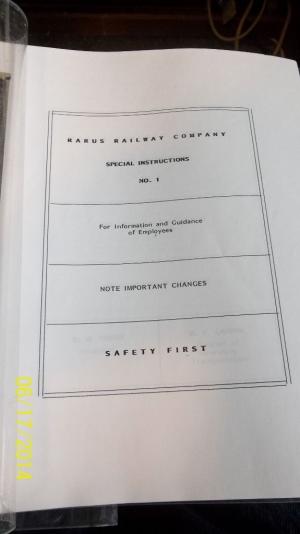 RARUS RAILWAY COMPANY
SPECIAL INSTRUCTIONS
NO. 1
For Information and Guidance
of Employees
NOTE IMPORTANT CHANGES
SAFETY FIRST
06/17/2014